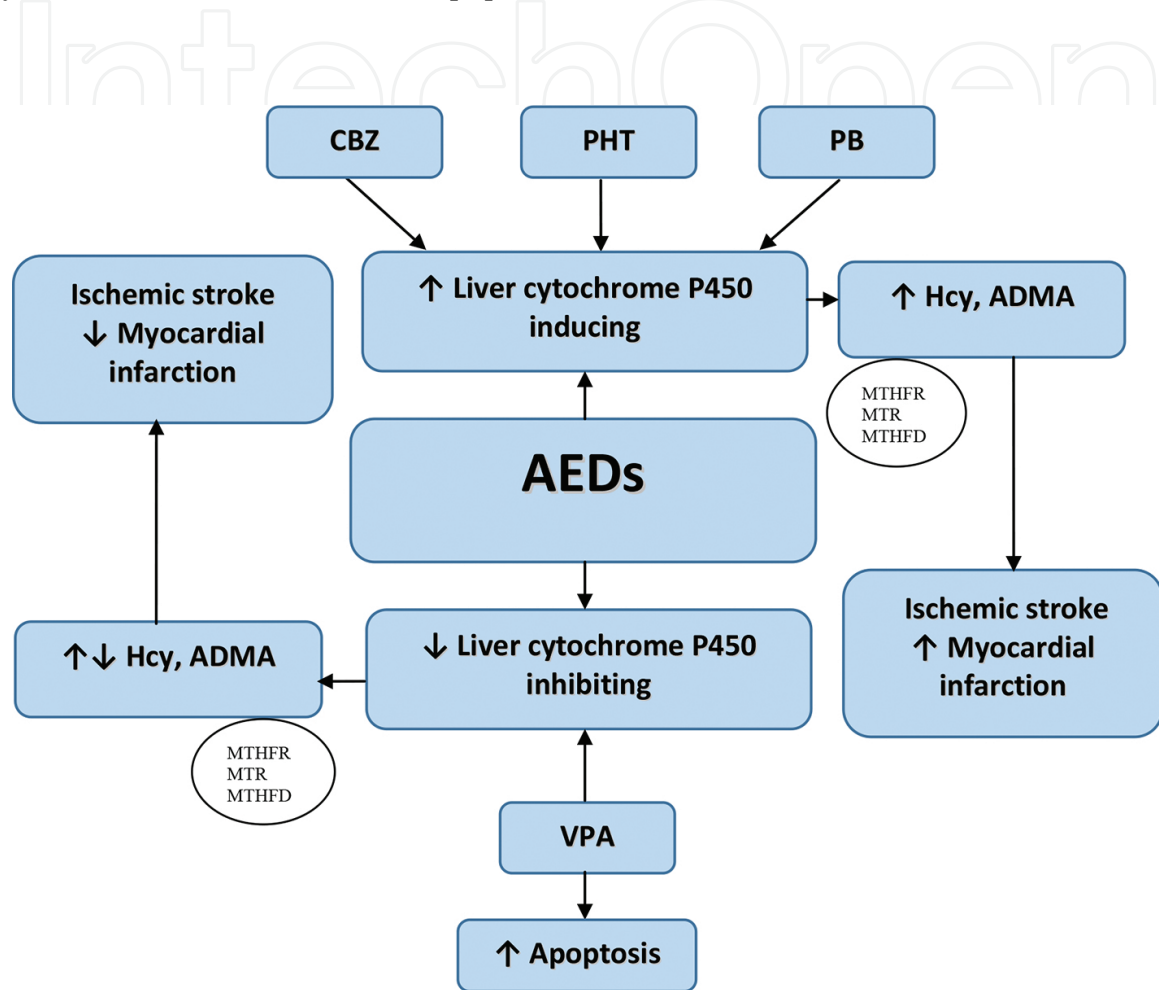 IntechOpen
CBZ
PHT
PB
Ischemic stroke
↓ Myocardial
infarction
↑ Liver cytochrome P450
inducing
↑ Hcy, ADMA
MTHFR
MTR
MTHFD
AEDs
↑↓ Hcy, ADMA
↓ Liver cytochrome P450
inhibiting
Ischemic stroke
↑ Myocardial
infarction
MTHFR
MTR
MTHFD
VPA
↑ Apoptosis